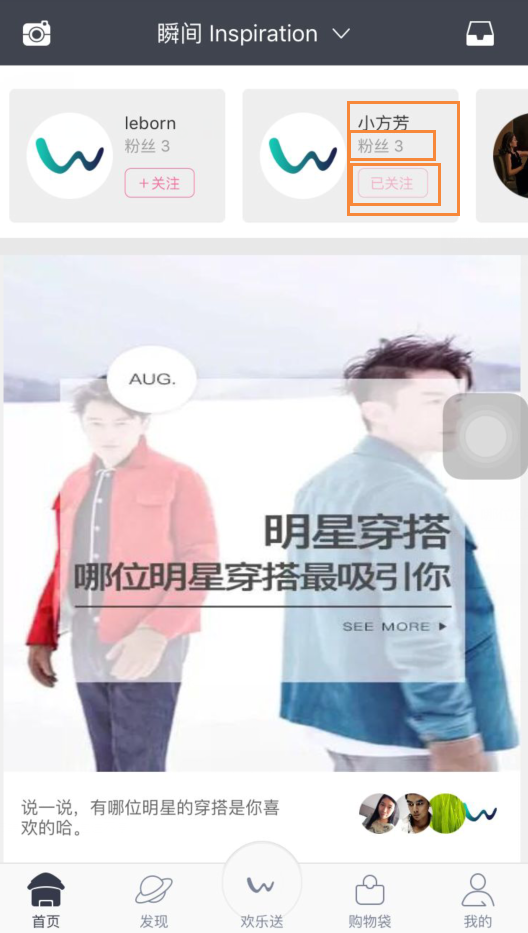 瞬间 Inspiration
leborn
粉丝 3
+关注
小方芳
粉丝 3
已关注
AUG.
明星穿搭
哪位明星穿搭最吸引你
SEE MORE
说一说，有哪位明星的穿搭是你喜
欢的哈。
首页
发现
欢乐送
购物袋
我的